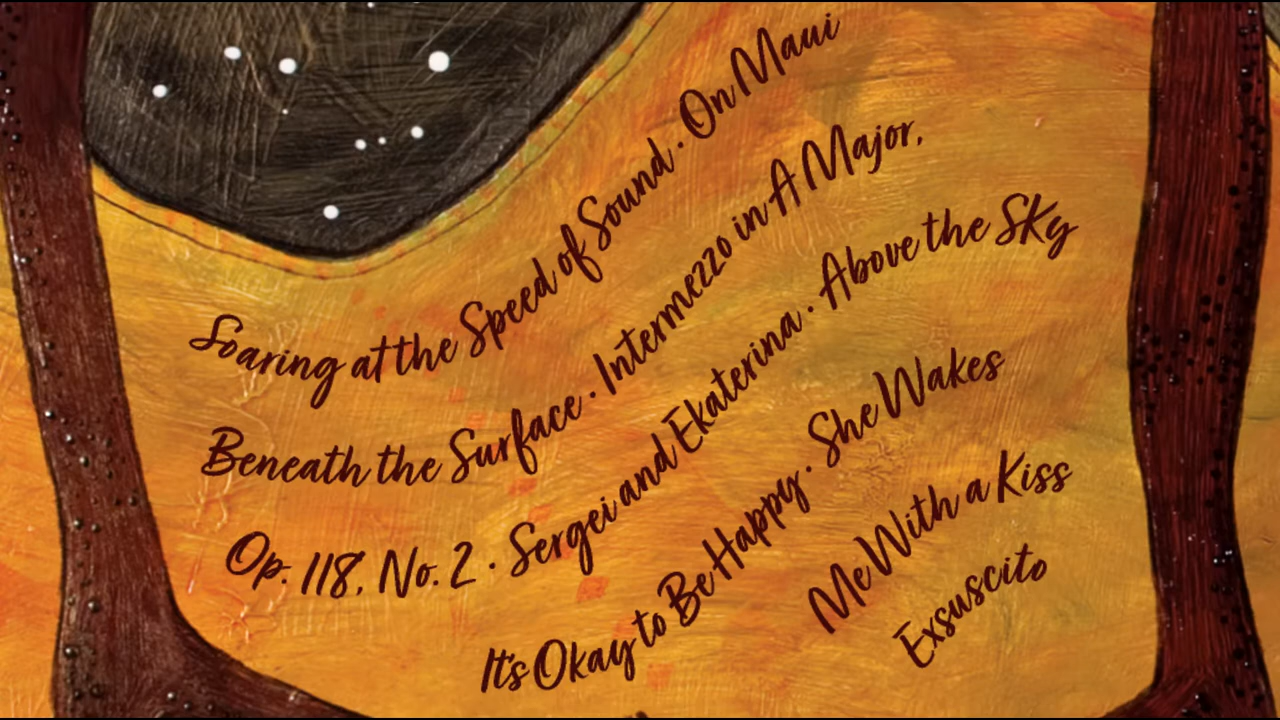 Soaring at the Speed of Sound . On Maui
Beneath the Surface . Intermezzo in A Major,
Op. 118, No. 2 . Sergei and Ekaterina . Above the Sky
It's Okay to Be Happy . She Wakes
Me With a Kiss
Exsuscito